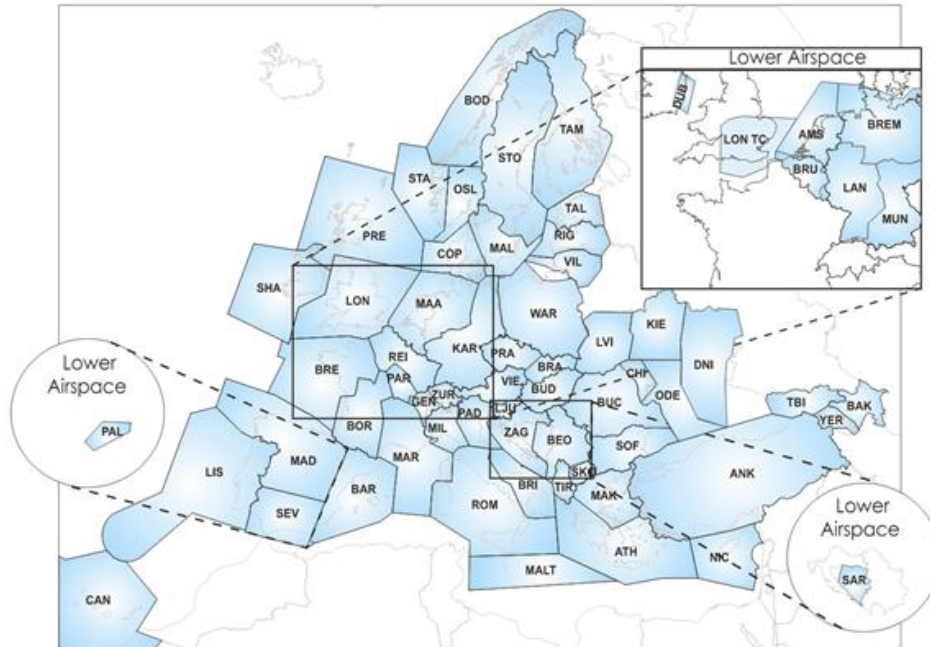 Lower Airspace
DUB
LON TC
AMS
BREM
BRU
LAN
MUN
BOD
TAM
STO
STA
OSL
TAL
PRE
RIG
COP
MAL
VIL
SHA
LON
MAA
WAR
KIE
LVI
KAR
PRA
REI
BRE
BRA
DNI
PAR
VIE
BUD
CHI
ZUR
GEN
ODE
BUC
LJU
PAD
TBI
BAK
YER
BOR
MIL
ZAG
BEO
SOF
MAD
MAR
LIS
SKO
ANK
BAR
BRI
TIR
MAK
SEV
ROM
ATH
NIC
MALT
CAN
Lower
Airspace
PAL
Lower
Airspace
SAR